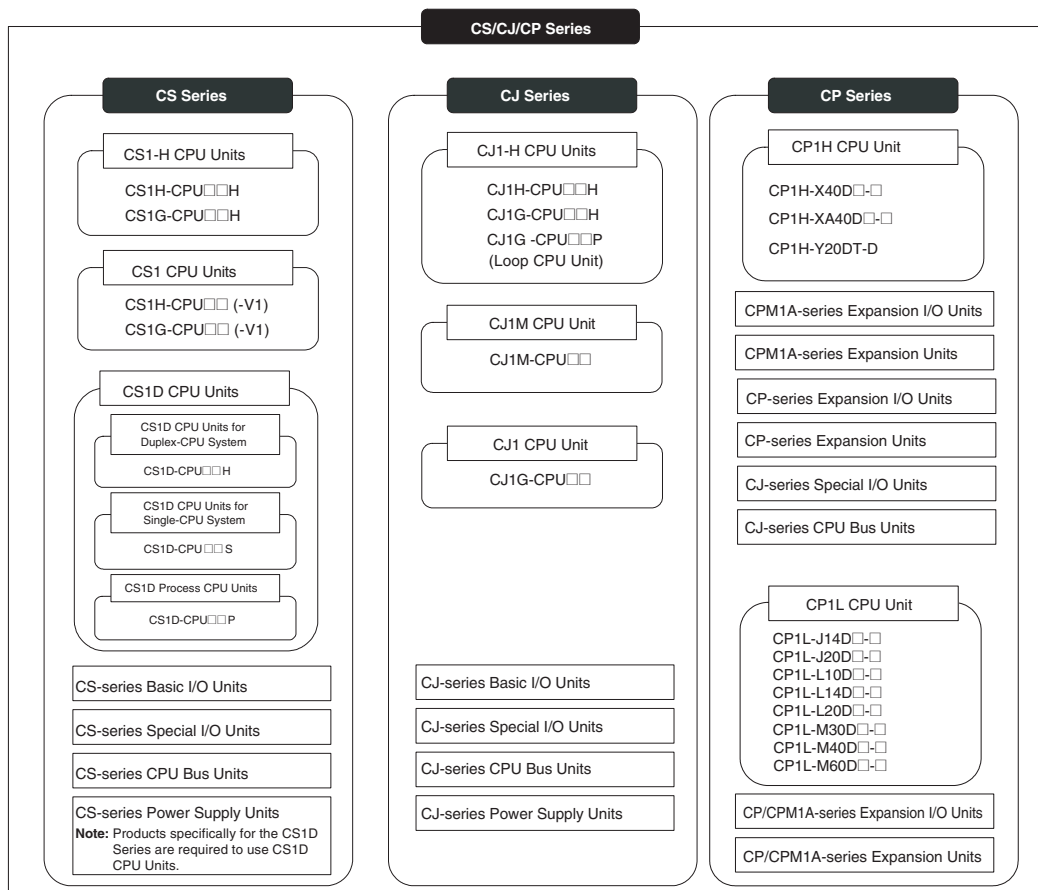 CS/CJ/CP Series
CS Series
CS1-H CPU Units
CS1H-CPU□□H
CS1G-CPU□□H
CS1 CPU Units
CS1H-CPU□□ (-V1)
CS1G-CPU□□ (-V1)
CS1D CPU Units
CS1D CPU Units for
Duplex-CPU System
CS1D-CPU□□H
CS1D CPU Units for
Single-CPU System
CS1D-CPU□□S
CS1D Process CPU Units
CS1D-CPU□□P
CS-series Basic I/O Units
CS-series Special I/O Units
CS-series CPU Bus Units
CS-series Power Supply Units
Note: Products specifically for the CS1D
Series are required to use CS1D
CPU Units.
CJ Series
CJ1-H CPU Units
CJ1H-CPU□□H
CJ1G-CPU□□H
CJ1G -CPU□□P
(Loop CPU Unit)
CJ1M CPU Unit
CJ1M-CPU□□
CJ1 CPU Unit
CJ1G-CPU□□
CJ-series Basic I/O Units
CJ-series Special I/O Units
CJ-series CPU Bus Units
CJ-series Power Supply Units
CP Series
CP1H CPU Unit
CP1H-X40D□-□
CP1H-XA40D□-□
CP1H-Y20DT-D
CPM1A-series Expansion I/O Units
CPM1A-series Expansion Units
CP-series Expansion I/O Units
CP-series Expansion Units
CJ-series Special I/O Units
CJ-series CPU Bus Units
CP1L CPU Unit
CP1L-J14D□-□
CP1L-J20D□-□
CP1L-L10D□-□
CP1L-L14D□-□
CP1L-L20D□-□
CP1L-M30D□-□
CP1L-M40D□-□
CP1L-M60D□-□
CP/CPM1A-series Expansion I/O Units
CP/CPM1A-series Expansion Units